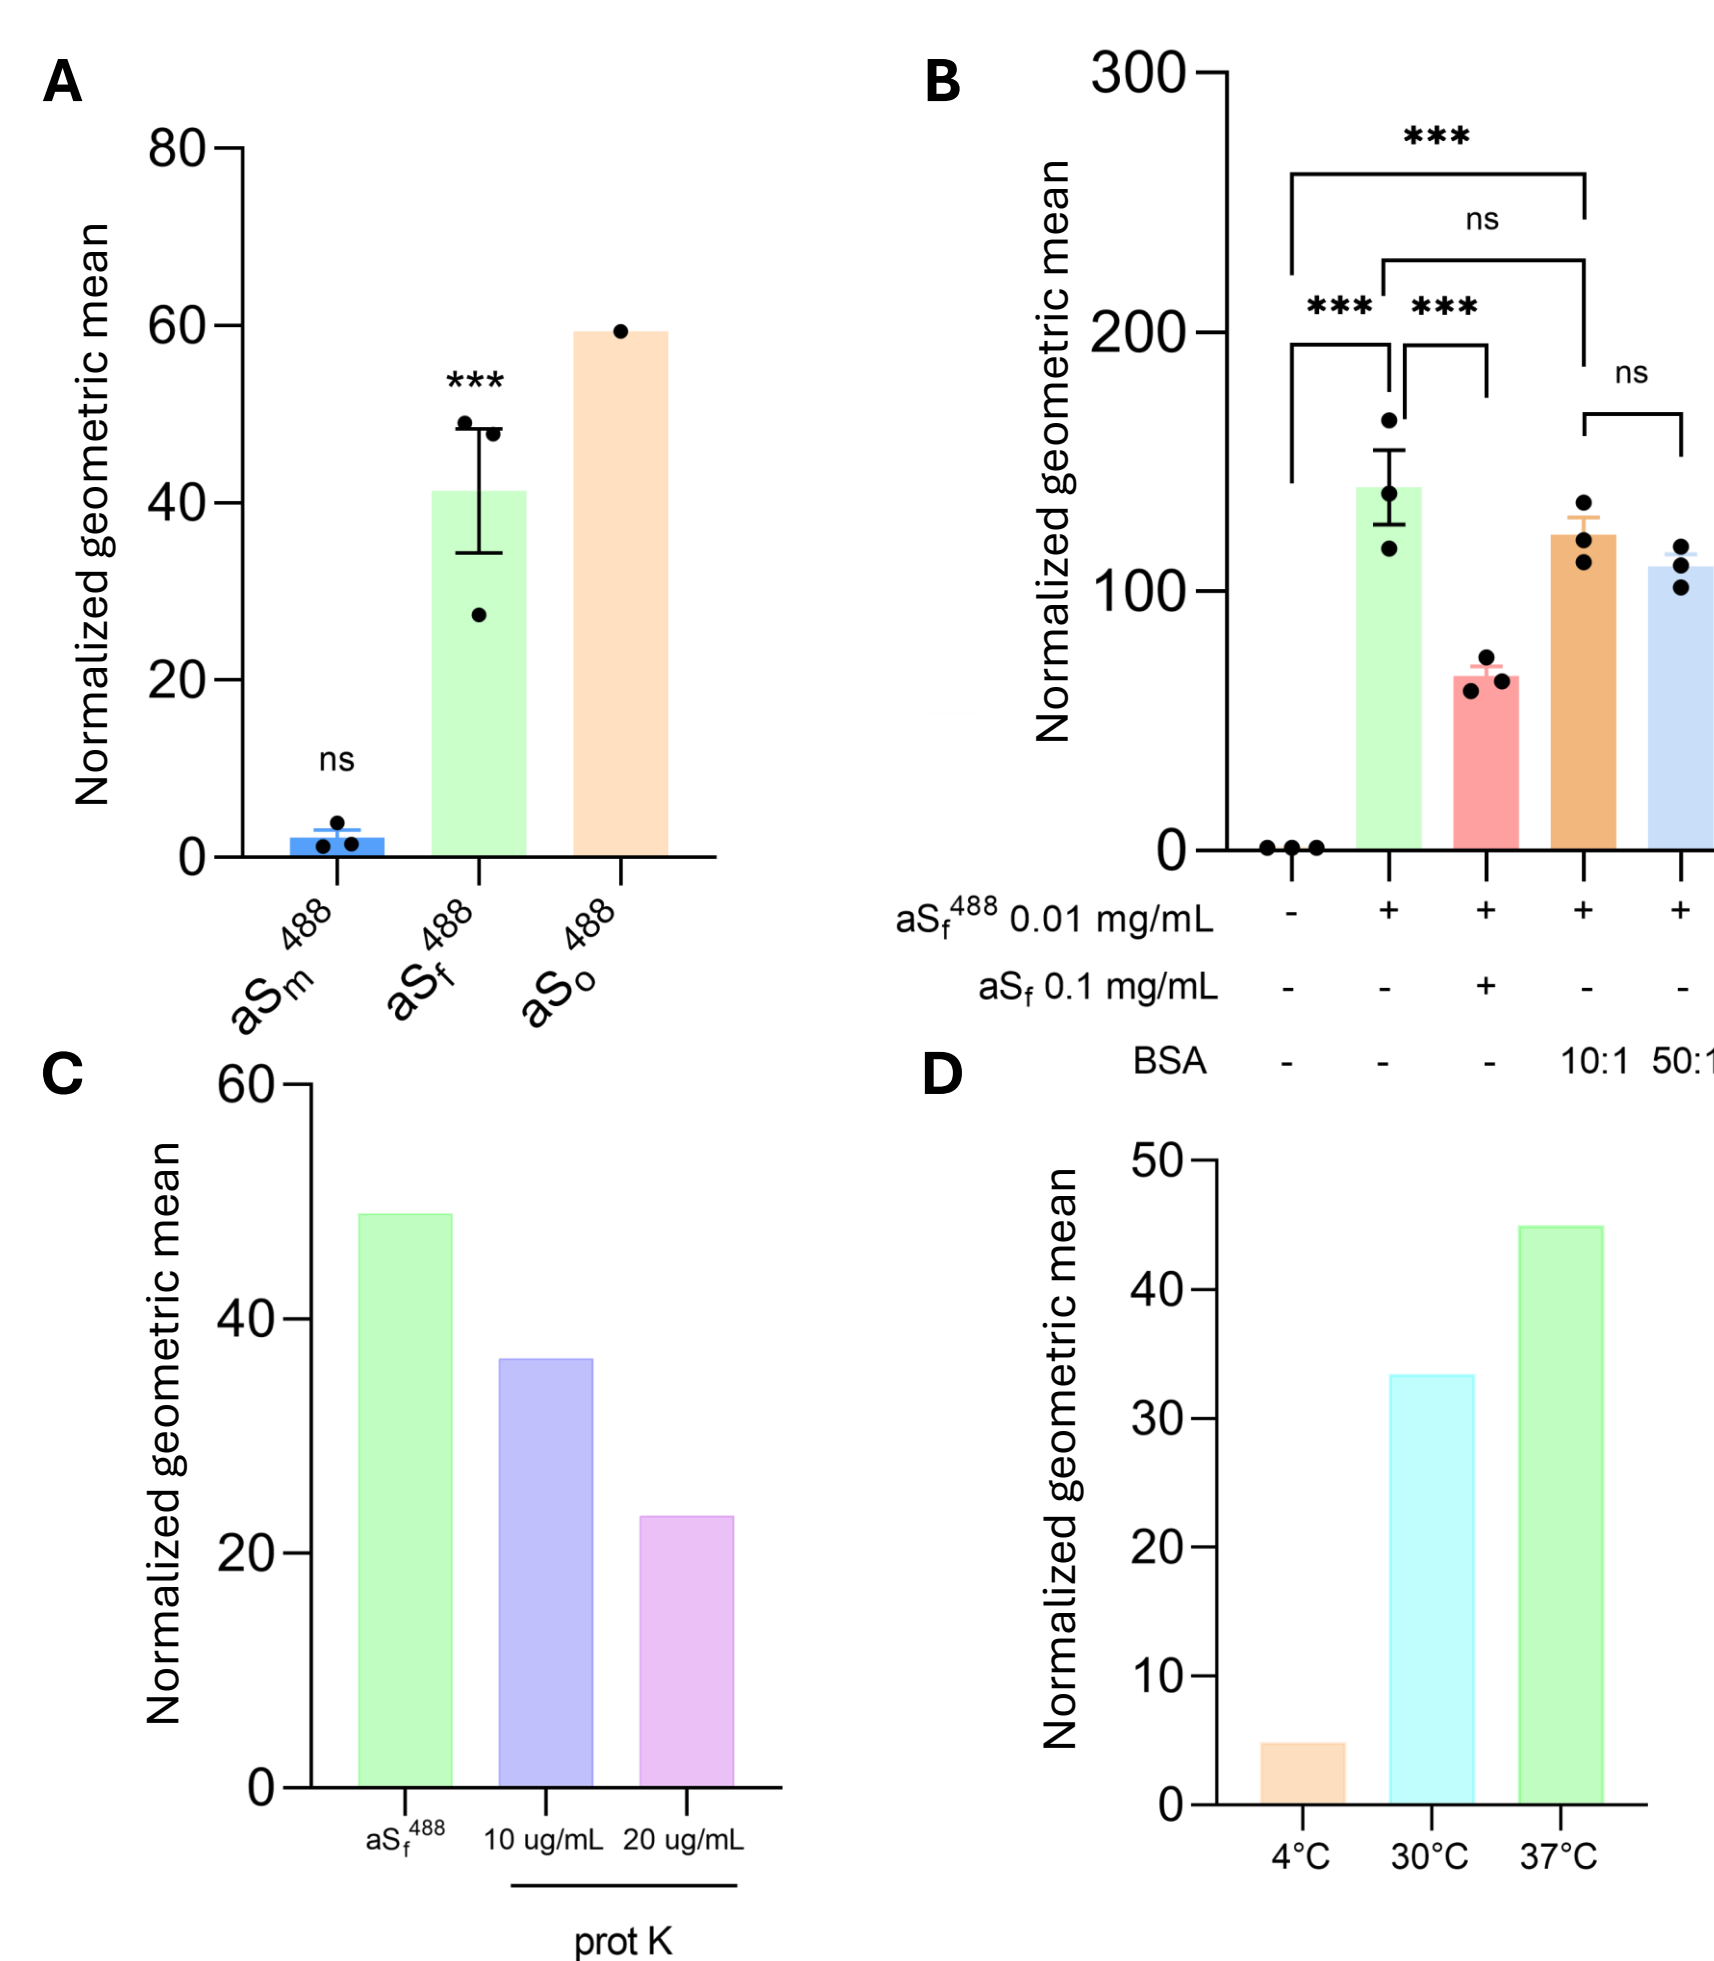 A
Normalized geometric mean
80
60
40
20
0
ns
***
aSm488
aSf488
aSo488
B
Normalized geometric mean
300
200
100
0
***
ns
*** ***
ns
aSf488 0.01 mg/mL - + + + +
aSf 0.1 mg/mL - - + - -
BSA - - - 10:1 50:1
C
Normalized geometric mean
60
40
20
0
aSf488 10 ug/mL 20 ug/mL
prot K
D
Normalized geometric mean
50
40
30
20
10
0
4°C 30°C 37°C